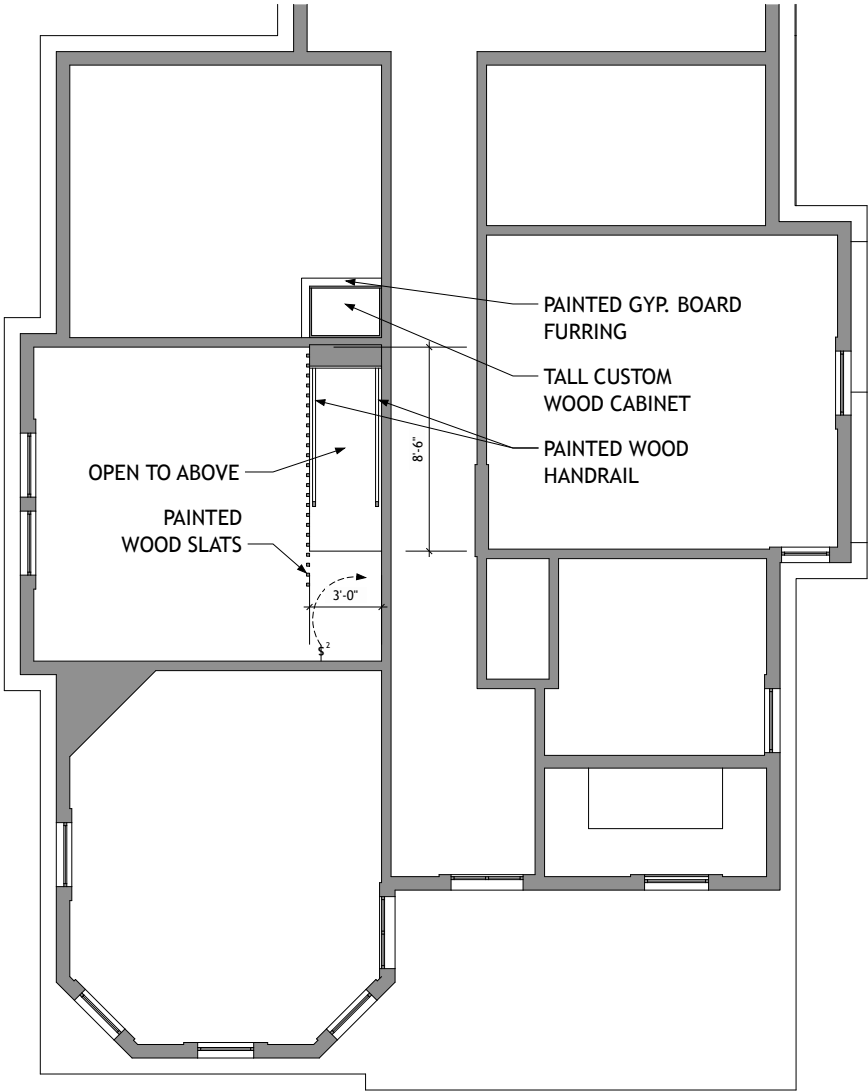 PAINTED GYP. BOARD
FURRING
TALL CUSTOM
WOOD CABINET
PAINTED WOOD
HANDRAIL
8'-6"
OPEN TO ABOVE
PAINTED
WOOD SLATS
3'-0"
S²